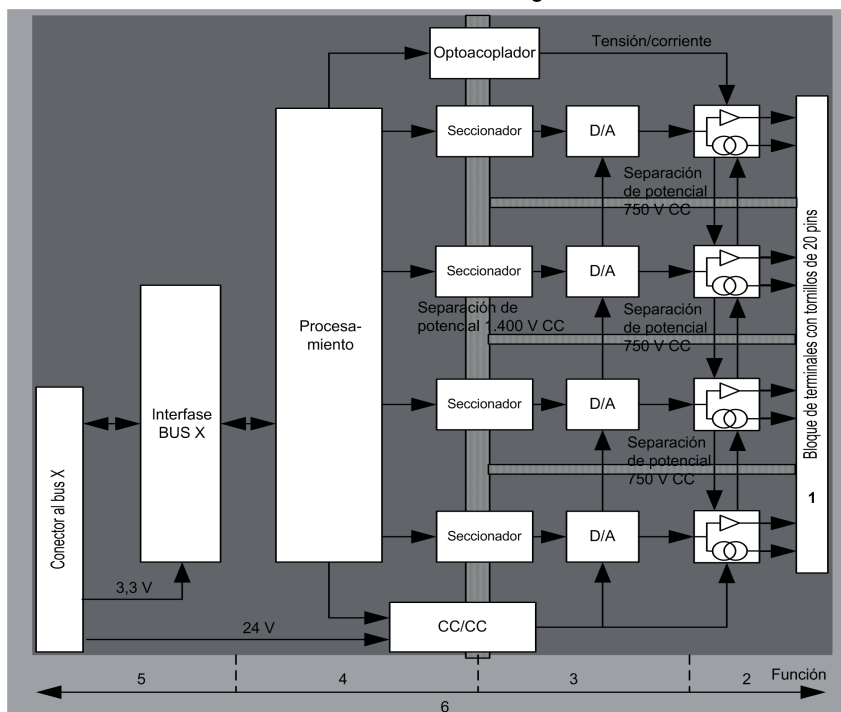 Optoacoplador
Tensión/corriente
Seccionador
D/A
Separación
de potencial
750 V CC
Seccionador
D/A
Separación de
potencial 1.400 V CC
Separación
de potencial
750 V CC
Procesa-
miento
Interfase
BUS X
Seccionador
D/A
Separación
de potencial
750 V CC
Seccionador
D/A
Conector al bus X
Bloque de terminales con tornillos de 20 pins
1
3,3 V
24 V
CC/CC
5
4
3
2
Función
6